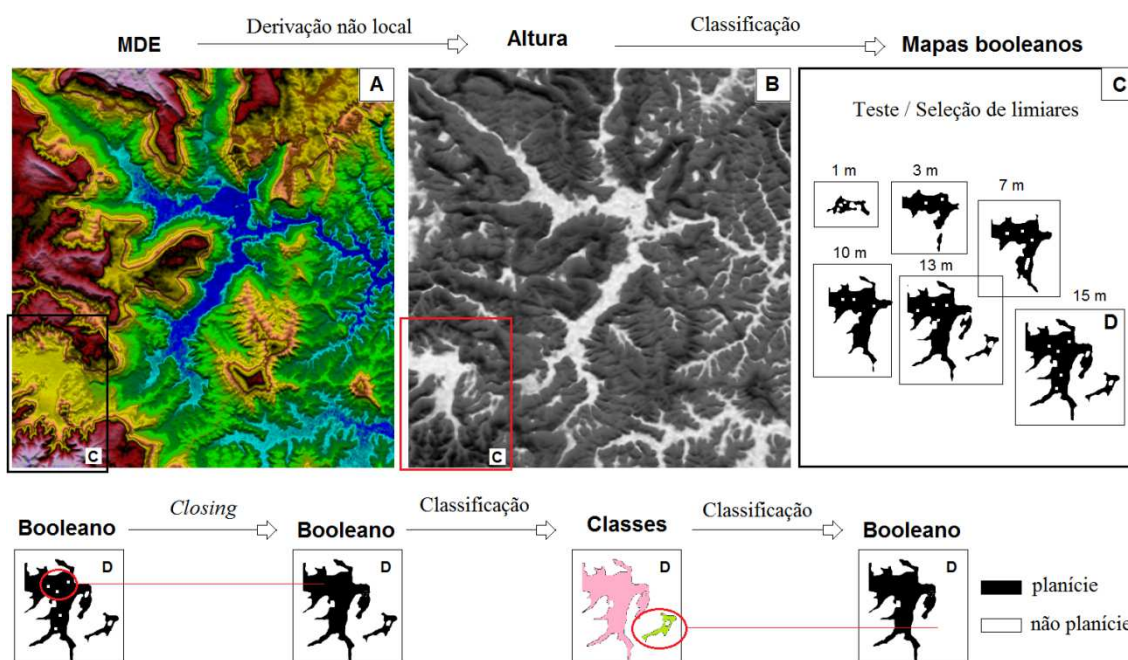 MDE
Derivação não local
Altura
Classificação
Mapas booleanos
A
B
C
Teste / Seleção de limiares
1 m
3 m
7 m
10 m
13 m
15 m
D
C
C
Booleano
Closing
Booleano
Classificação
Classes
Classificação
Booleano
D
D
D
D
planície
não planície